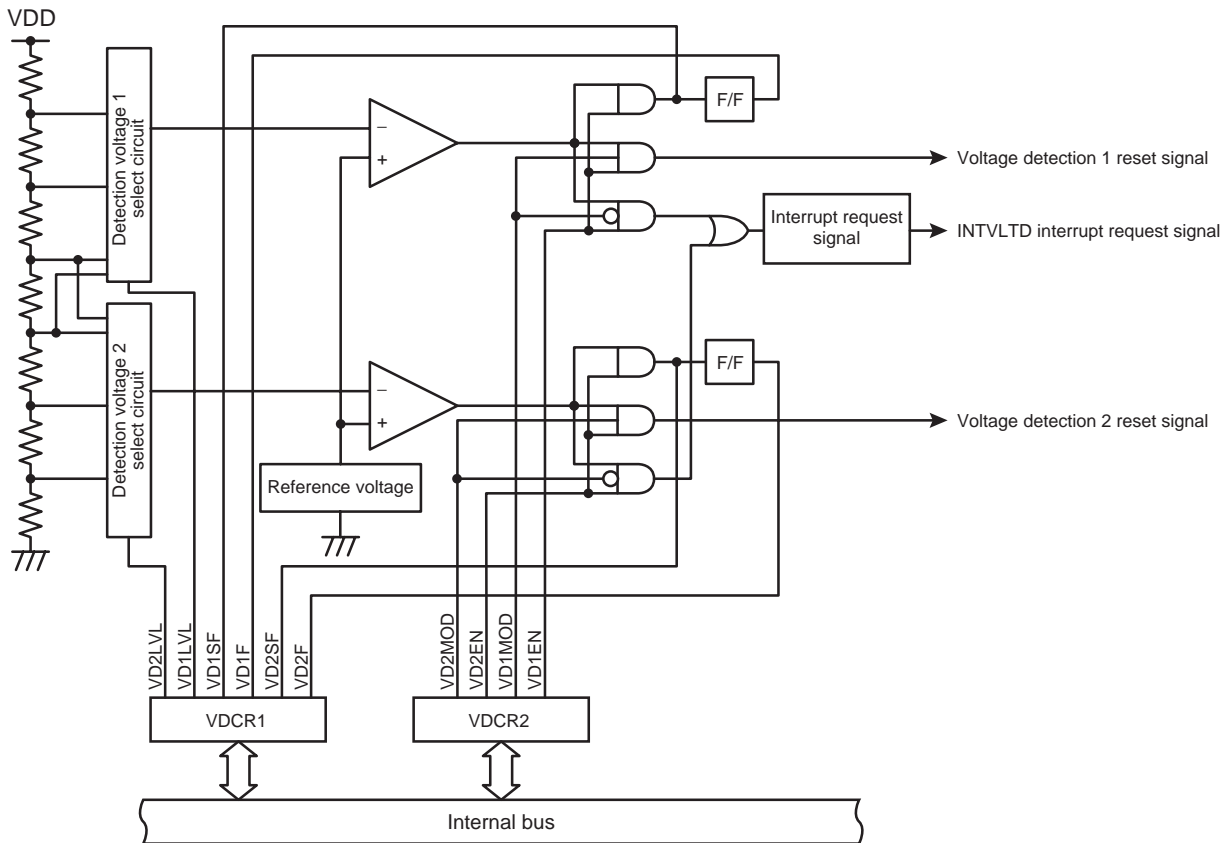 VDD
Detection voltage 1
select circuit
−
+
F/F
Voltage detection 1 reset signal
Interrupt request
signal
INTVLTD interrupt request signal
Detection voltage 2
select circuit
−
+
F/F
Voltage detection 2 reset signal
Reference voltage
VD2LVL
VD1LVL
VD1SF
VD1F
VD2SF
VD2F
VD2MOD
VD2EN
VD1MOD
VD1EN
VDCR1
VDCR2
Internal bus